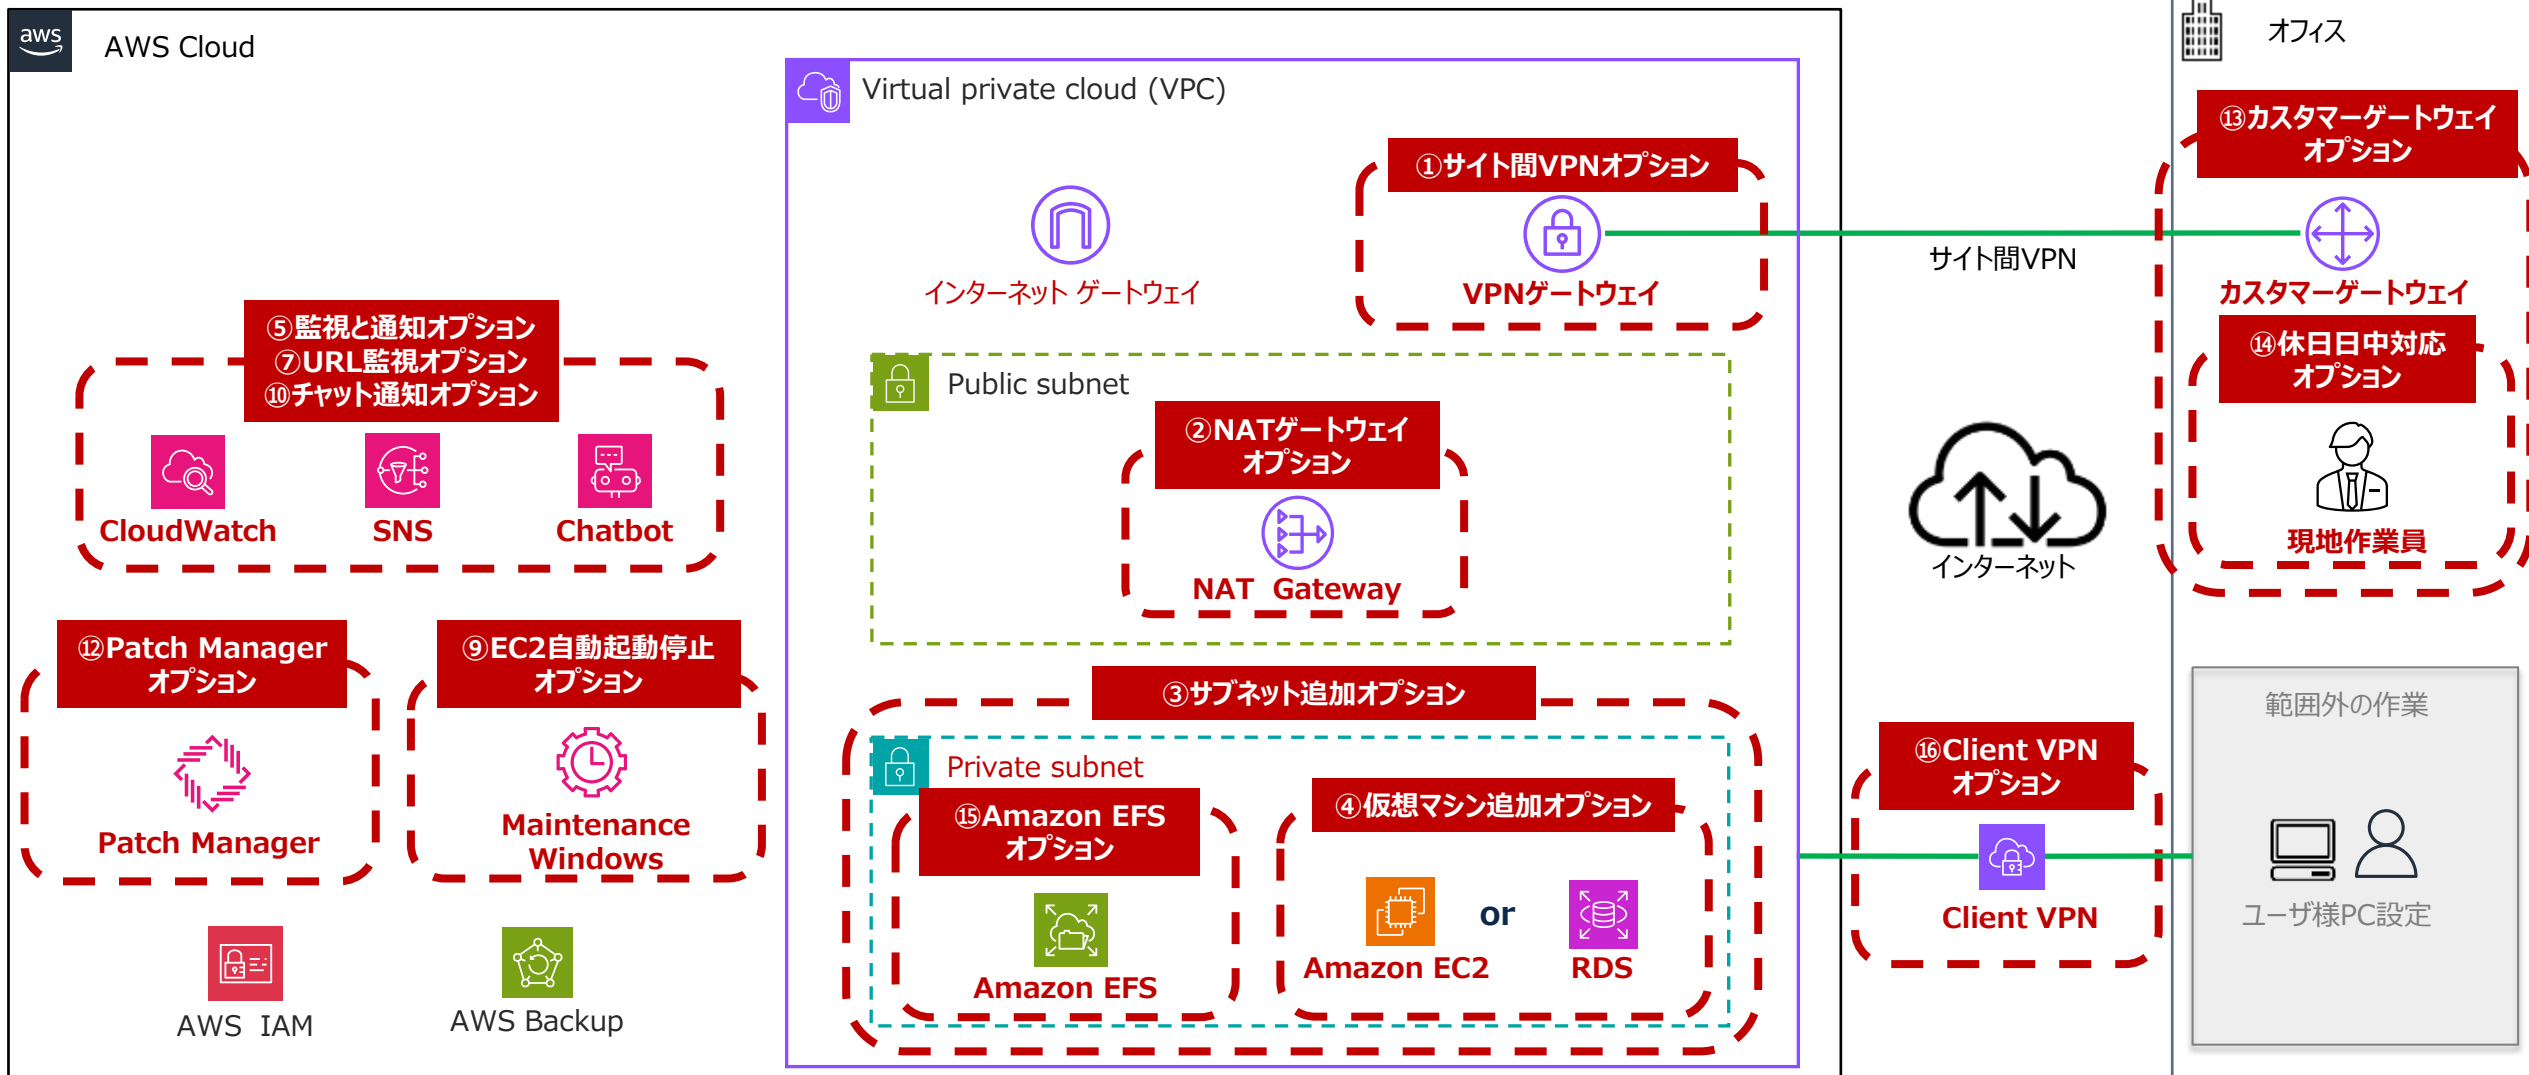 aws
AWS Cloud
Virtual private cloud (VPC)
インターネット ゲートウェイ
①サイト間VPNオプション
VPNゲートウェイ
サイト間VPN
オフィス
⑬カスタマーゲートウェイ
オプション
カスタマーゲートウェイ
⑭休日日中対応
オプション
現地作業員
⑤監視と通知オプション
⑦URL監視オプション
⑩チャット通知オプション
CloudWatch
SNS
Chatbot
Public subnet
②NATゲートウェイ
オプション
NAT Gateway
インターネット
⑫Patch Manager
オプション
Patch Manager
⑨EC2自動起動停止
オプション
Maintenance
Windows
③サブネット追加オプション
Private subnet
⑮Amazon EFS
オプション
Amazon EFS
④仮想マシン追加オプション
Amazon EC2
or
RDS
⑯Client VPN
オプション
Client VPN
範囲外の作業
ユーザ様PC設定
AWS IAM
AWS Backup